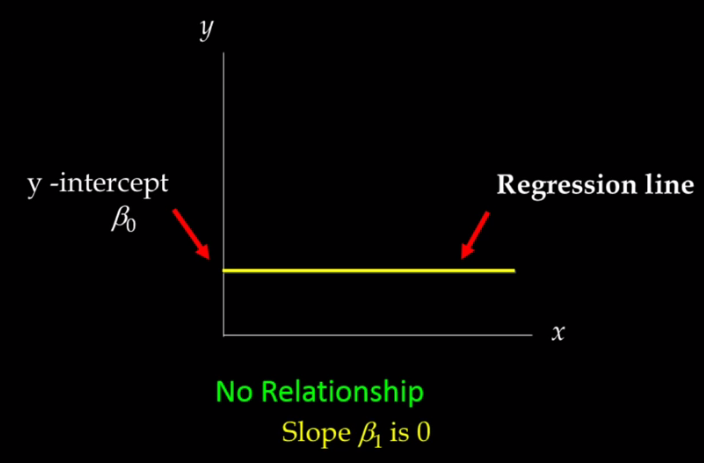 y
y -intercept
β₀
Regression line
x
No Relationship
Slope β₁ is 0